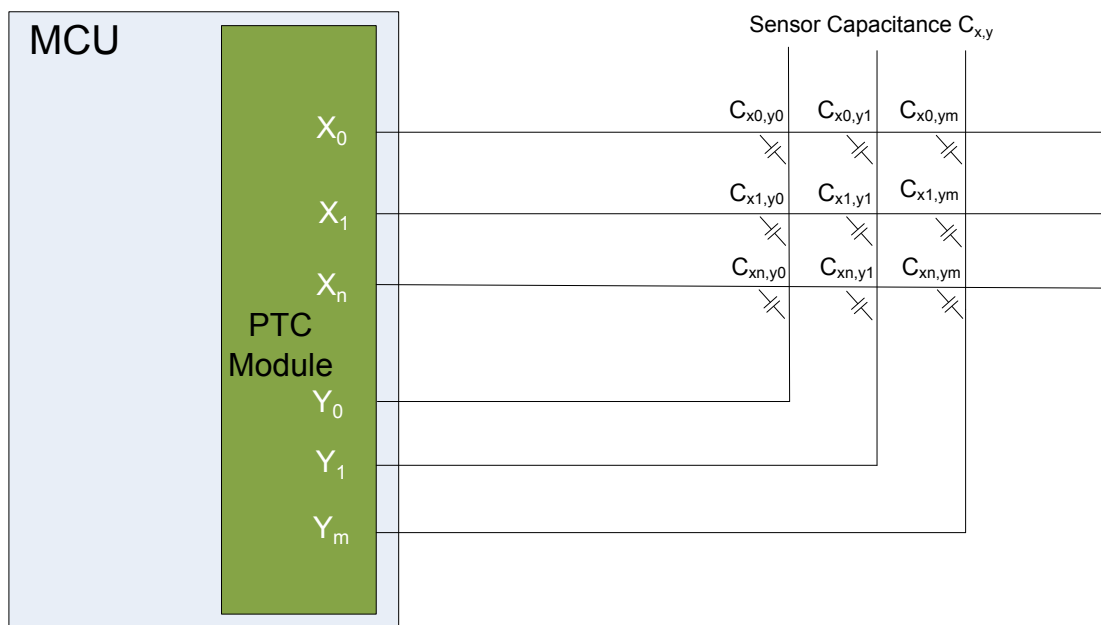 MCU
Sensor Capacitance Cx,y
X0
Cx0,y0 Cx0,y1 Cx0,ym
X1
Cx1,y0 Cx1,y1 Cx1,ym
Xn
Cxn,y0 Cxn,y1 Cxn,ym
PTC
Module
Y0
Y1
Ym